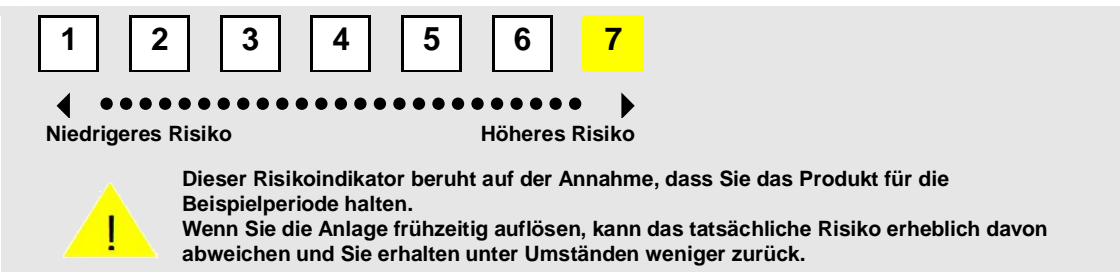 1 2 3 4 5 6 7
Niedrigeres Risiko Höheres Risiko
!
Dieser Risikoindikator beruht auf der Annahme, dass Sie das Produkt für die
Beispielperiode halten.
Wenn Sie die Anlage frühzeitig auflösen, kann das tatsächliche Risiko erheblich davon
abweichen und Sie erhalten unter Umständen weniger zurück.